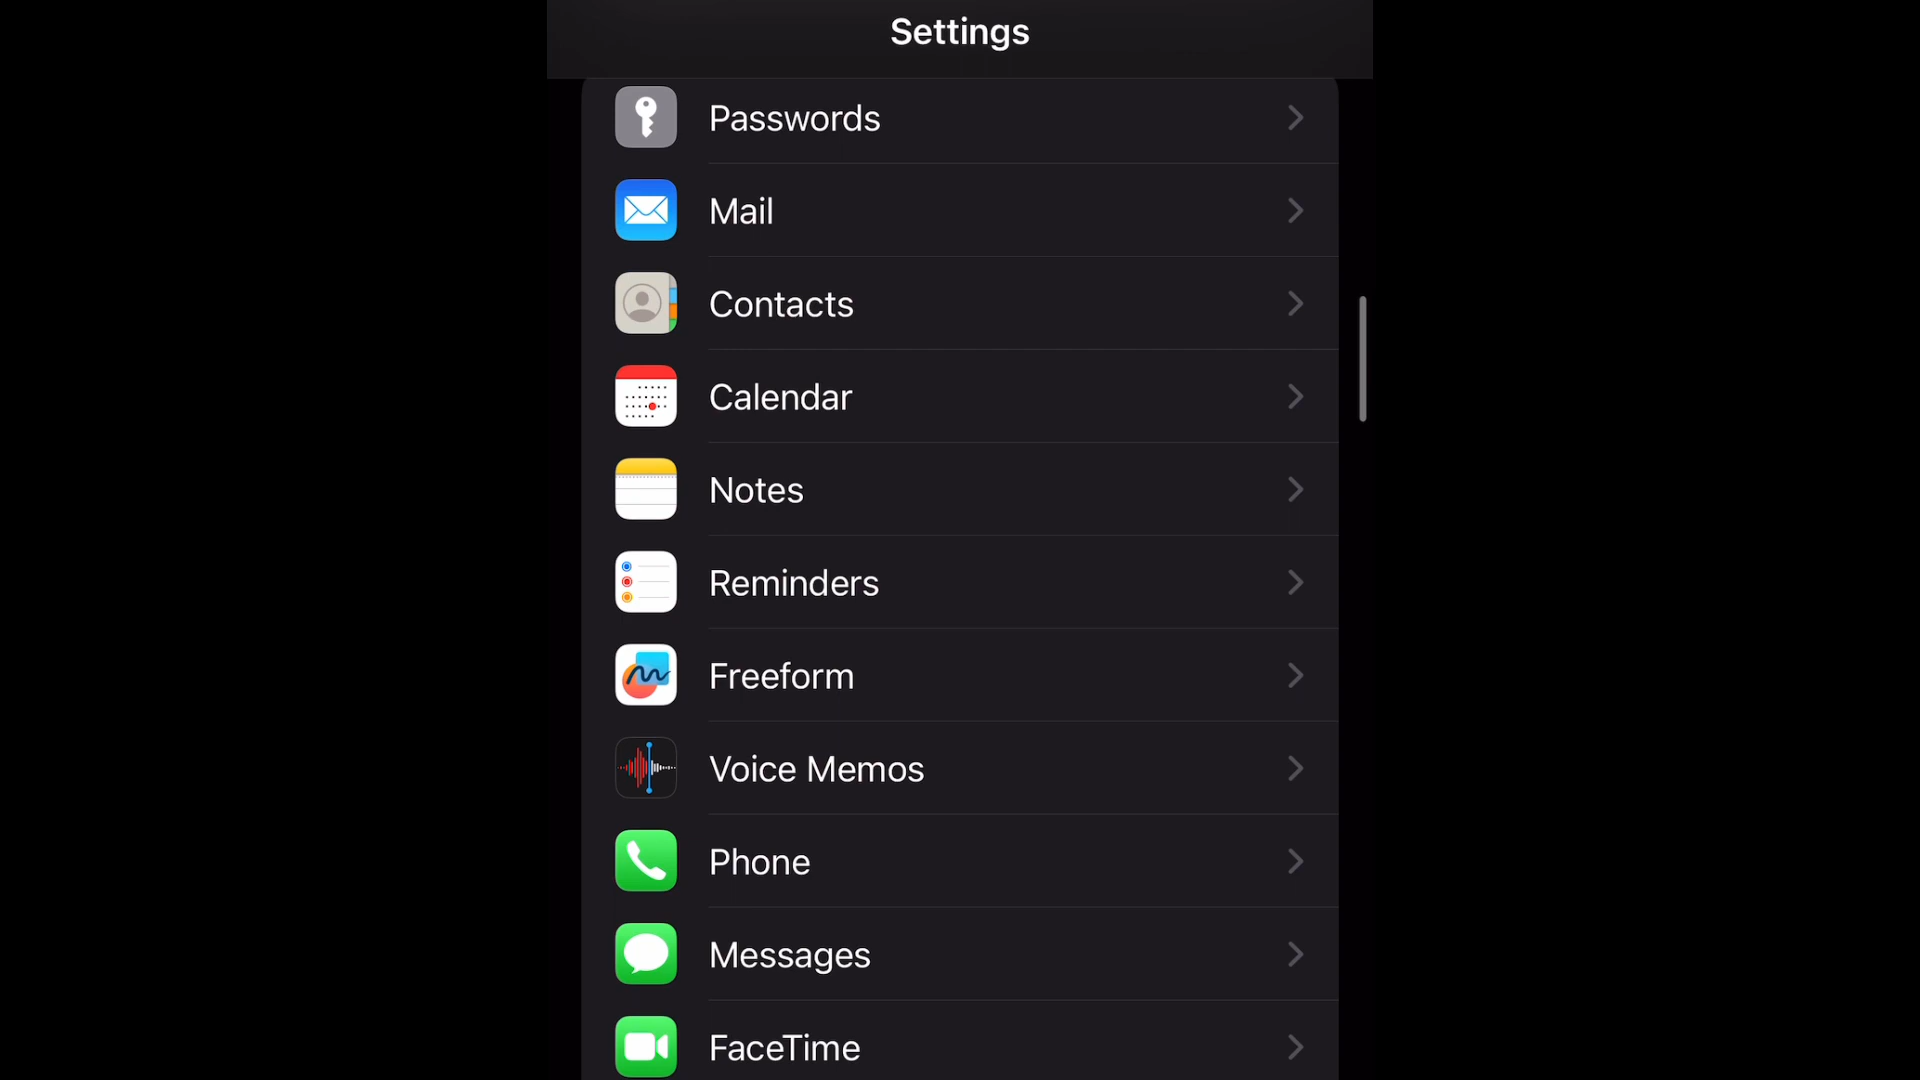 Settings
Passwords
Mail
Contacts
Calendar
Notes
Reminders
Freeform
Voice Memos
Phone
Messages
FaceTime